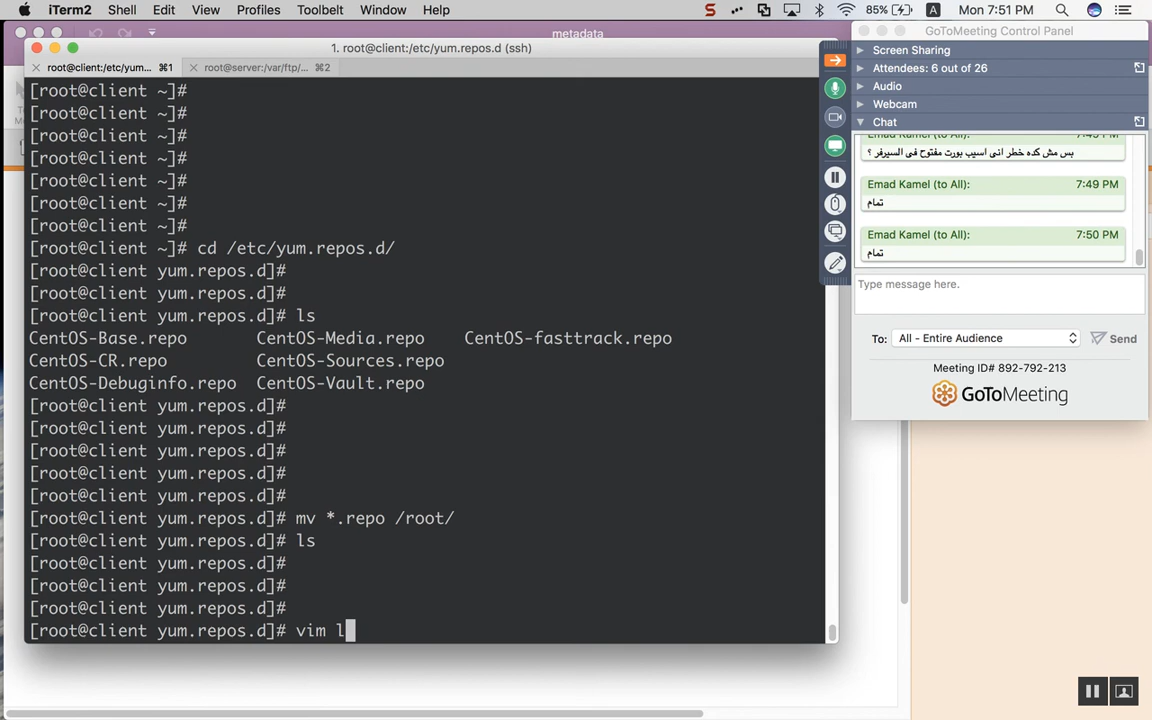 iTerm2 Shell Edit View Profiles Toolbelt Window Help
85% A Mon 7:51 PM
metadata
1. root@client:/etc/yum.repos.d (ssh)
root@client:/etc/yum... ⌘1 root@server:/var/ftp/... ⌘2
[root@client ~]#
[root@client ~]#
[root@client ~]#
[root@client ~]#
[root@client ~]#
[root@client ~]#
[root@client ~]#
[root@client ~]# cd /etc/yum.repos.d/
[root@client yum.repos.d]#
[root@client yum.repos.d]#
[root@client yum.repos.d]# ls
CentOS-Base.repo CentOS-Media.repo CentOS-fasttrack.repo
CentOS-CR.repo CentOS-Sources.repo
CentOS-Debuginfo.repo CentOS-Vault.repo
[root@client yum.repos.d]#
[root@client yum.repos.d]#
[root@client yum.repos.d]#
[root@client yum.repos.d]#
[root@client yum.repos.d]#
[root@client yum.repos.d]# mv *.repo /root/
[root@client yum.repos.d]# ls
[root@client yum.repos.d]#
[root@client yum.repos.d]#
[root@client yum.repos.d]#
[root@client yum.repos.d]# vim l
GoToMeeting Control Panel
Screen Sharing
Attendees: 6 out of 26
Audio
Webcam
Chat
Emad Kamel (to All): 7:49 PM
بس مش كده خطر انى اسيب بورت مفتوح فى السيرفر ؟
Emad Kamel (to All): 7:49 PM
تمام
Emad Kamel (to All): 7:50 PM
تمام
Type message here.
To: All - Entire Audience Send
Meeting ID# 892-792-213
GoToMeeting